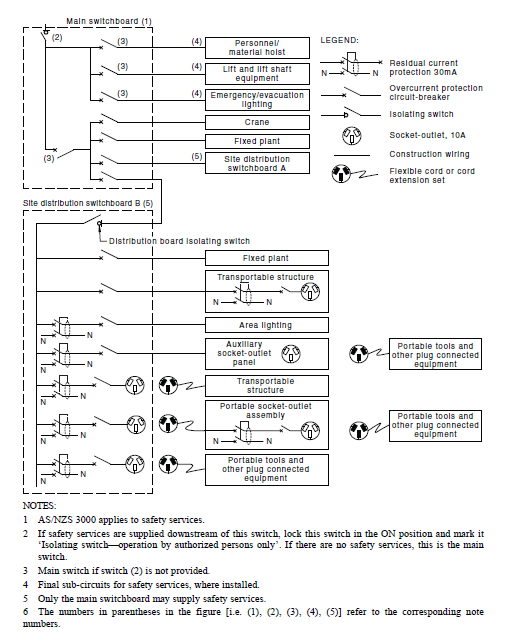 Main switchboard (1)
(2)
(3)
(4)
Personnel/
material hoist
(3)
(4)
Lift and lift shaft
equipment
(3)
(4)
Emergency/evacuation
lighting
Crane
Fixed plant
(3)
(5)
Site distribution
switchboard A
LEGEND:
N
N
Residual current
protection 30mA
Overcurrent protection
circuit-breaker
Isolating switch
Socket-outlet, 10A
Construction wiring
Flexible cord or cord
extension set
Site distribution switchboard B (5)
Distribution board isolating switch
Fixed plant
Transportable structure
N
N
N
N
Area lighting
N
N
Auxiliary
socket-outlet
panel
Portable tools and
other plug connected
equipment
N
N
Transportable
structure
N
N
Portable socket-outlet
assembly
N
N
Portable tools and
other plug connected
equipment
N
N
Portable tools and
other plug connected
equipment
NOTES:
1 AS/NZS 3000 applies to safety services.
2 If safety services are supplied downstream of this switch, lock this switch in the ON position and mark it
‘Isolating switch—operation by authorized persons only’. If there are no safety services, this is the main
switch.
3 Main switch if switch (2) is not provided.
4 Final sub-circuits for safety services, where installed.
5 Only the main switchboard may supply safety services.
6 The numbers in parentheses in the figure [i.e. (1), (2), (3), (4), (5)] refer to the corresponding note
numbers.